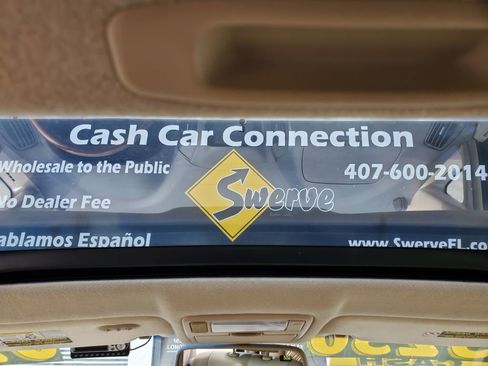 Cash Car Connection
Wholesale to the Public
407-600-2014
Swerve
No Dealer Fee
ablamos Español
www.SwerveFL.co